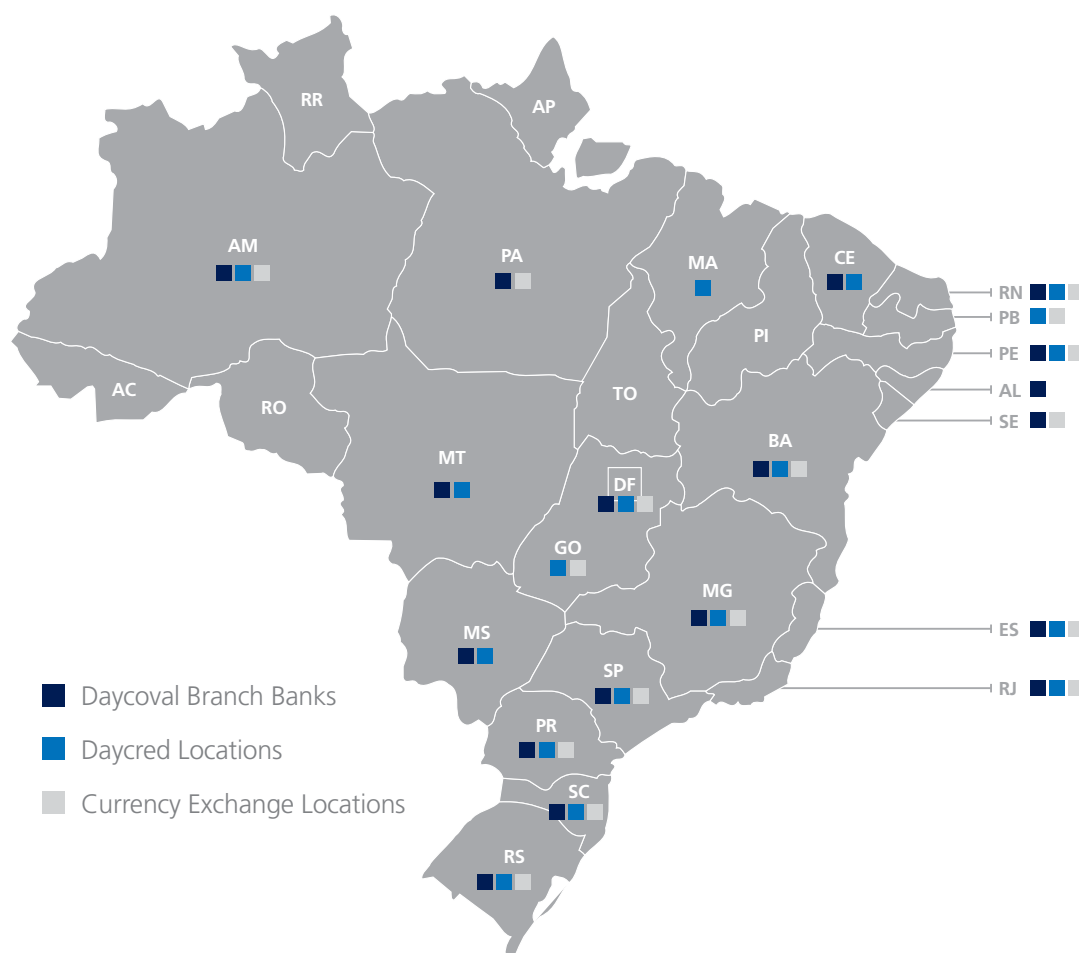 RR
AP
AM
PA
MA
CE
RN
PB
PI
PE
AC
RO
TO
AL
SE
BA
MT
DF
GO
MG
MS
ES
SP
RJ
PR
SC
RS
Daycoval Branch Banks
Daycred Locations
Currency Exchange Locations